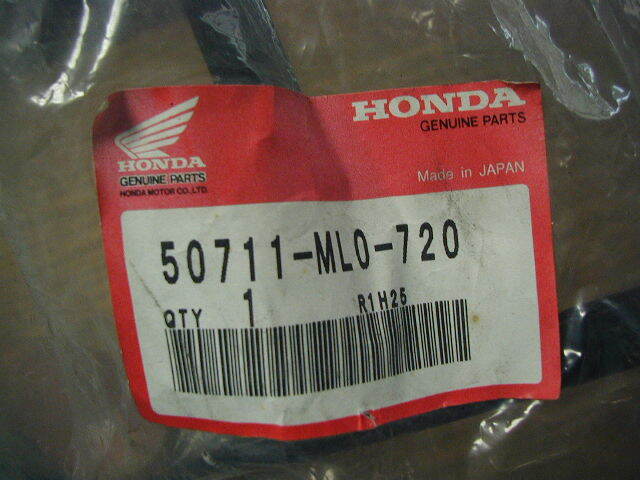 HONDA
GENUINE PARTS
HONDA
GENUINE PARTS
HONDA MOTOR CO.,LTD.
Made in JAPAN
50711-ML0-720
QTY 1 R1H25